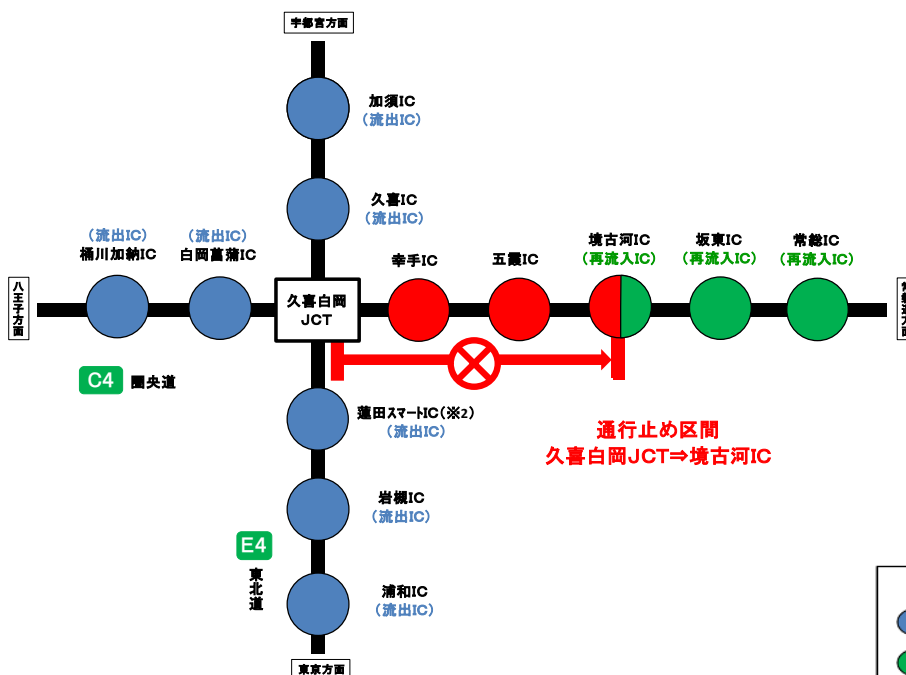 宇都宮方面
加須IC
(流出IC)
久喜IC
(流出IC)
(流出IC)
桶川加納IC
(流出IC)
白岡菖蒲IC
幸手IC
五霞IC
境古河IC
(再流入IC)
坂東IC
(再流入IC)
常総IC
(再流入IC)
八王子方面
久喜白岡
JCT
C4 圏央道
蓮田スマートIC(※2)
(流出IC)
通行止め区間
久喜白岡JCT⇒境古河IC
岩槻IC
(流出IC)
E4
東北道
浦和IC
(流出IC)
東京方面